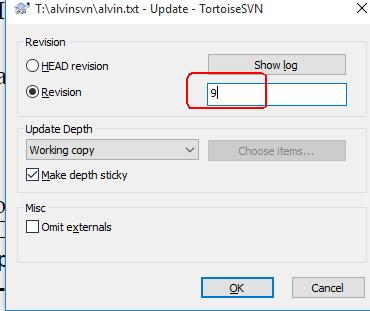 T:\alvinsvn\alvin.txt - Update - TortoiseSVN
Revision
HEAD revision
Show log
Revision
9
Update Depth
Working copy
Choose items...
Make depth sticky
Misc
Omit externals
OK
Cancel